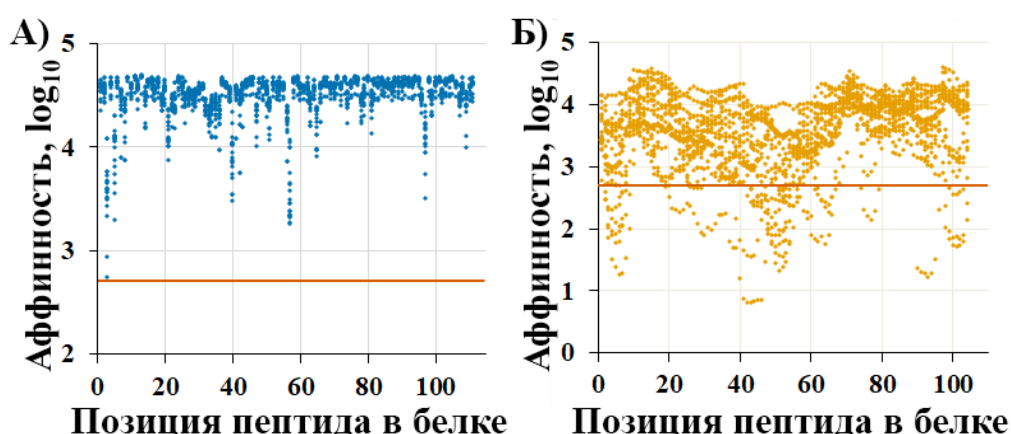 А)
Аффинность, log10
5
4
3
2
0 20 40 60 80 100
Позиция пептида в белке
Б)
Аффинность, log10
5
4
3
2
1
0
0 20 40 60 80 100
Позиция пептида в белке